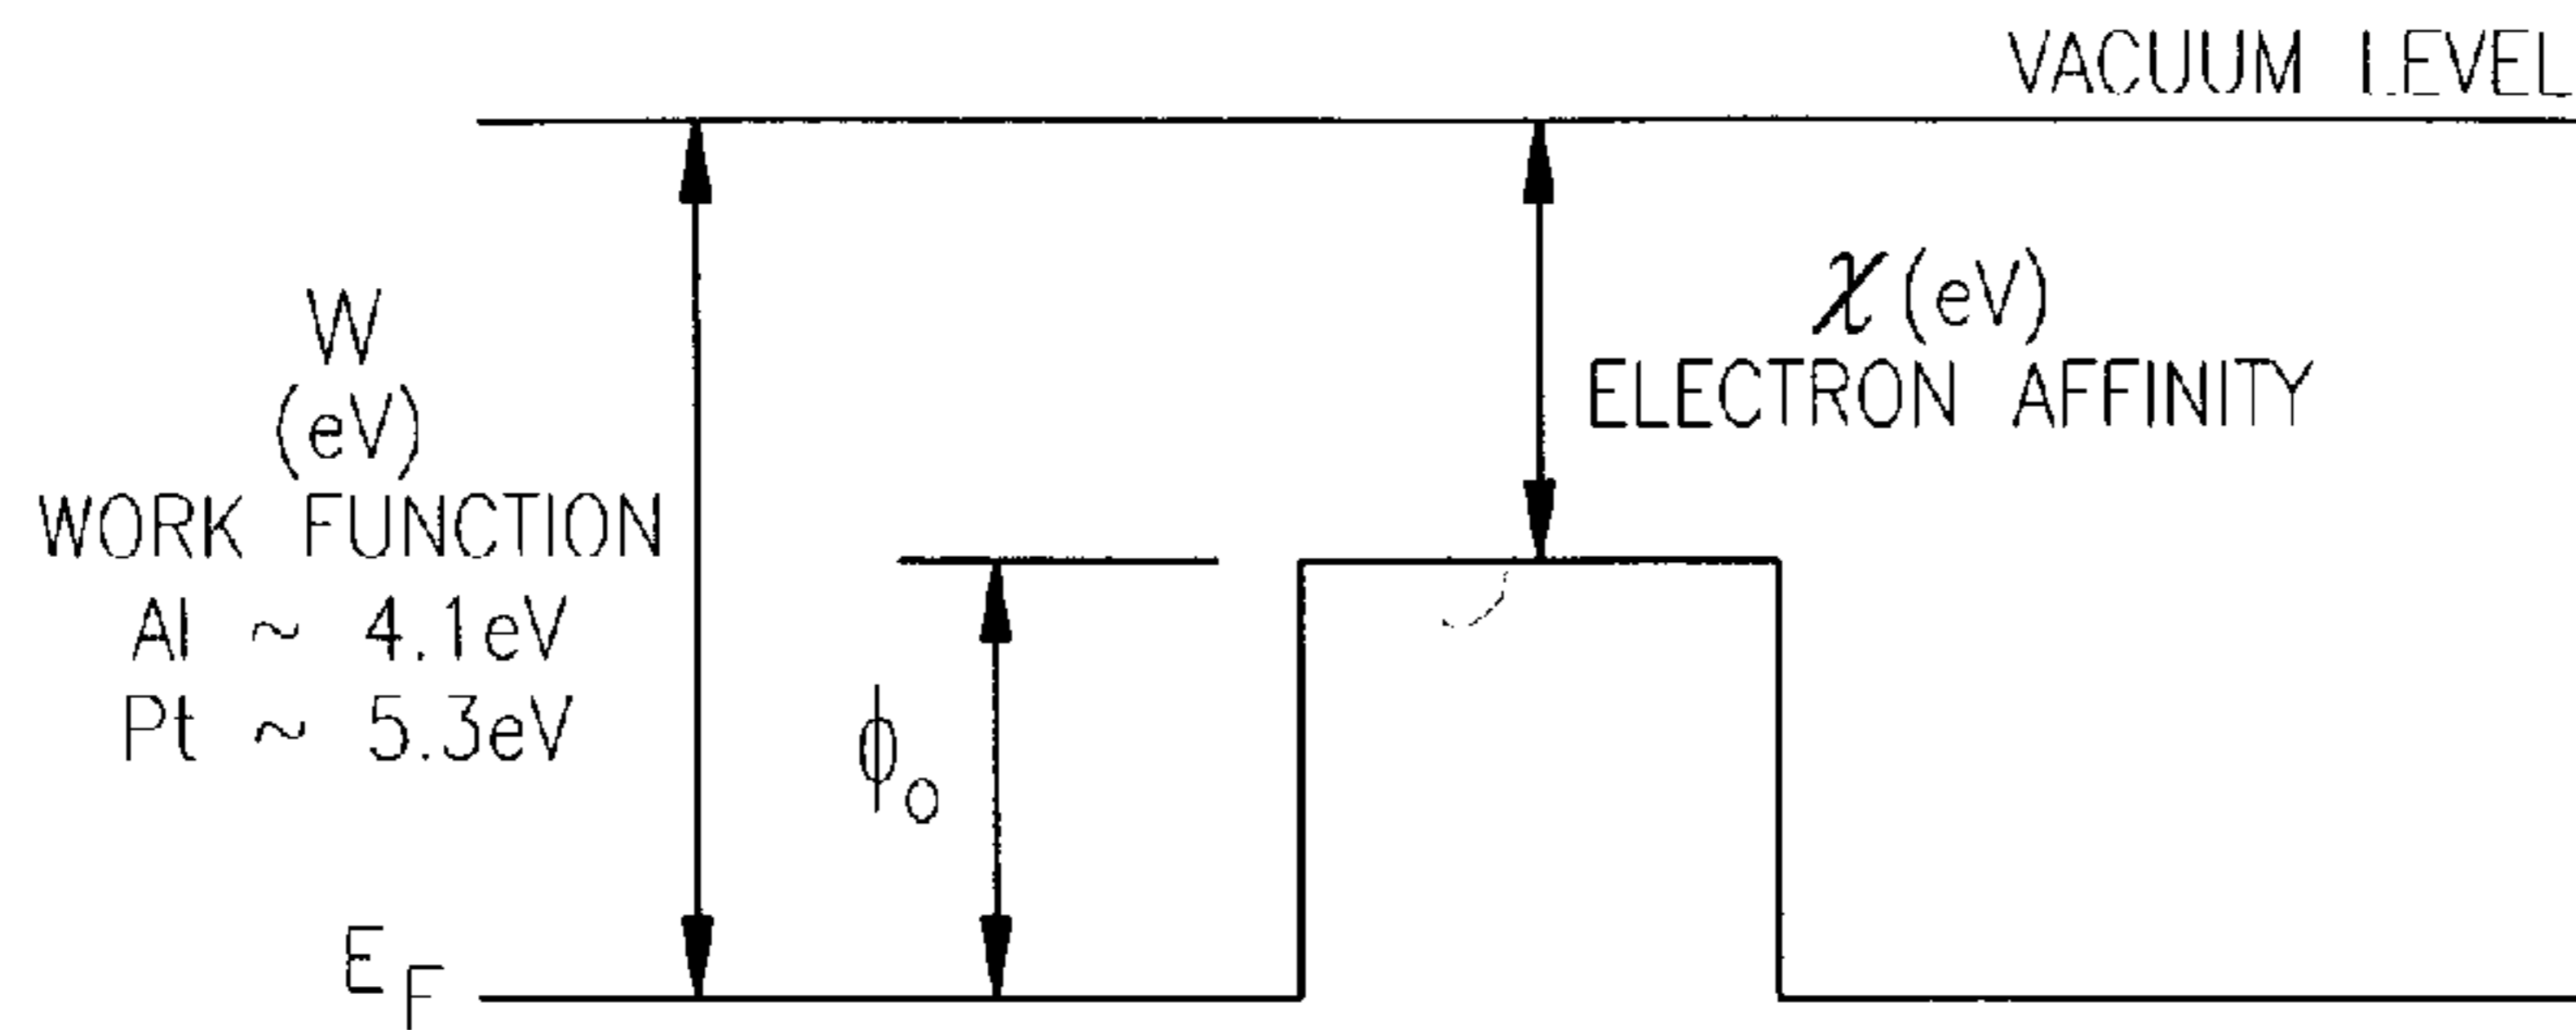 VACUUM LEVEL
W
(eV)
WORK FUNCTION
Al ~ 4.1eV
Pt ~ 5.3eV
χ(eV)
ELECTRON AFFINITY
ϕo
EF